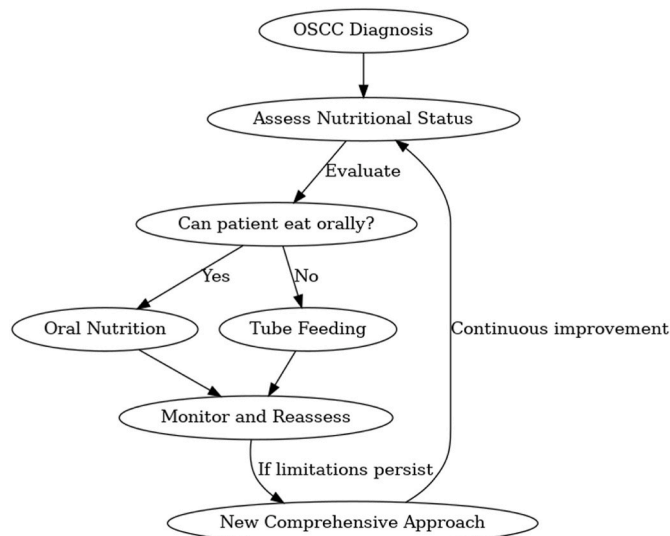 OSCC Diagnosis
Assess Nutritional Status
Evaluate
Can patient eat orally?
Yes
No
Oral Nutrition
Tube Feeding
Continuous improvement
Monitor and Reassess
If limitations persist
New Comprehensive Approach